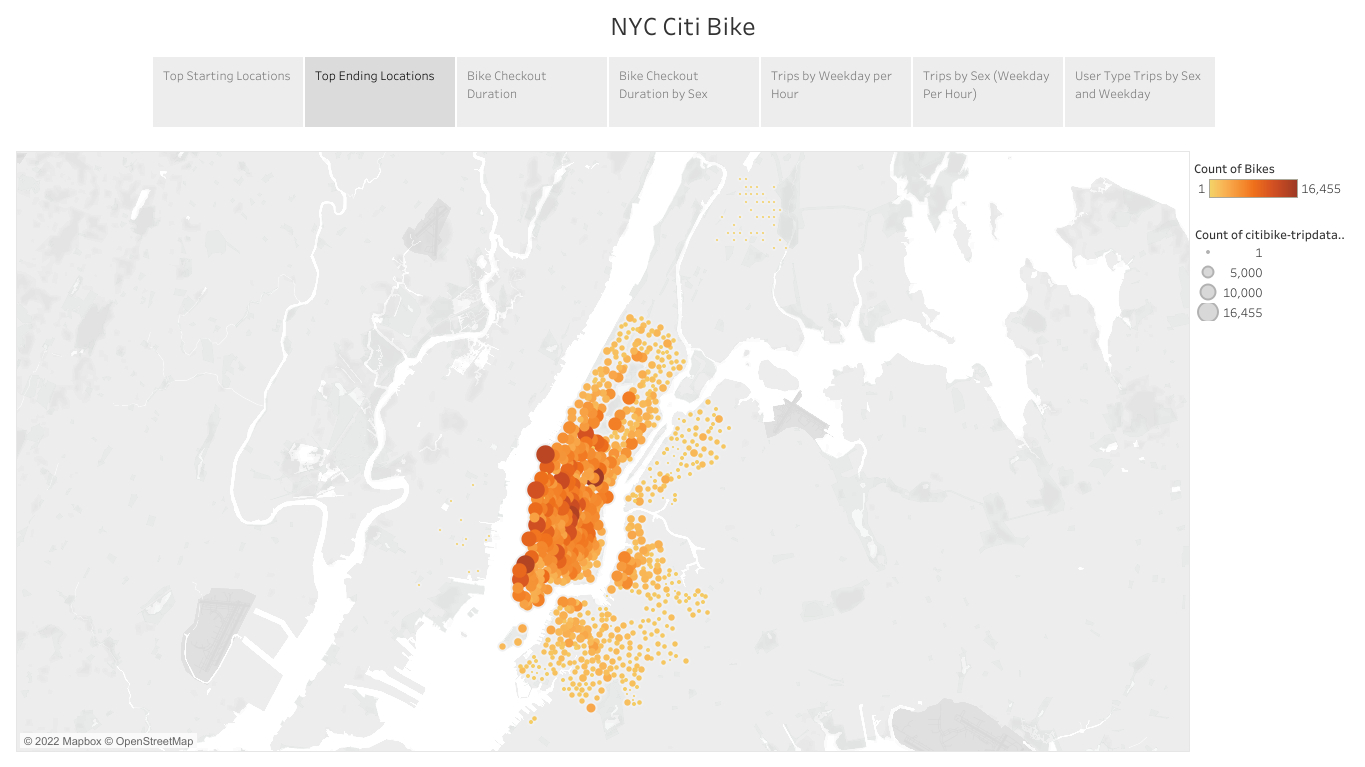 NYC Citi Bike
Top Starting Locations
Top Ending Locations
Bike Checkout
Duration
Bike Checkout
Duration by Sex
Trips by Weekday per
Hour
Trips by Sex (Weekday
Per Hour)
User Type Trips by Sex
and Weekday
Count of Bikes
1 16,455
Count of citibike-tripdata..
1
5,000
10,000
16,455
© 2022 Mapbox © OpenStreetMap